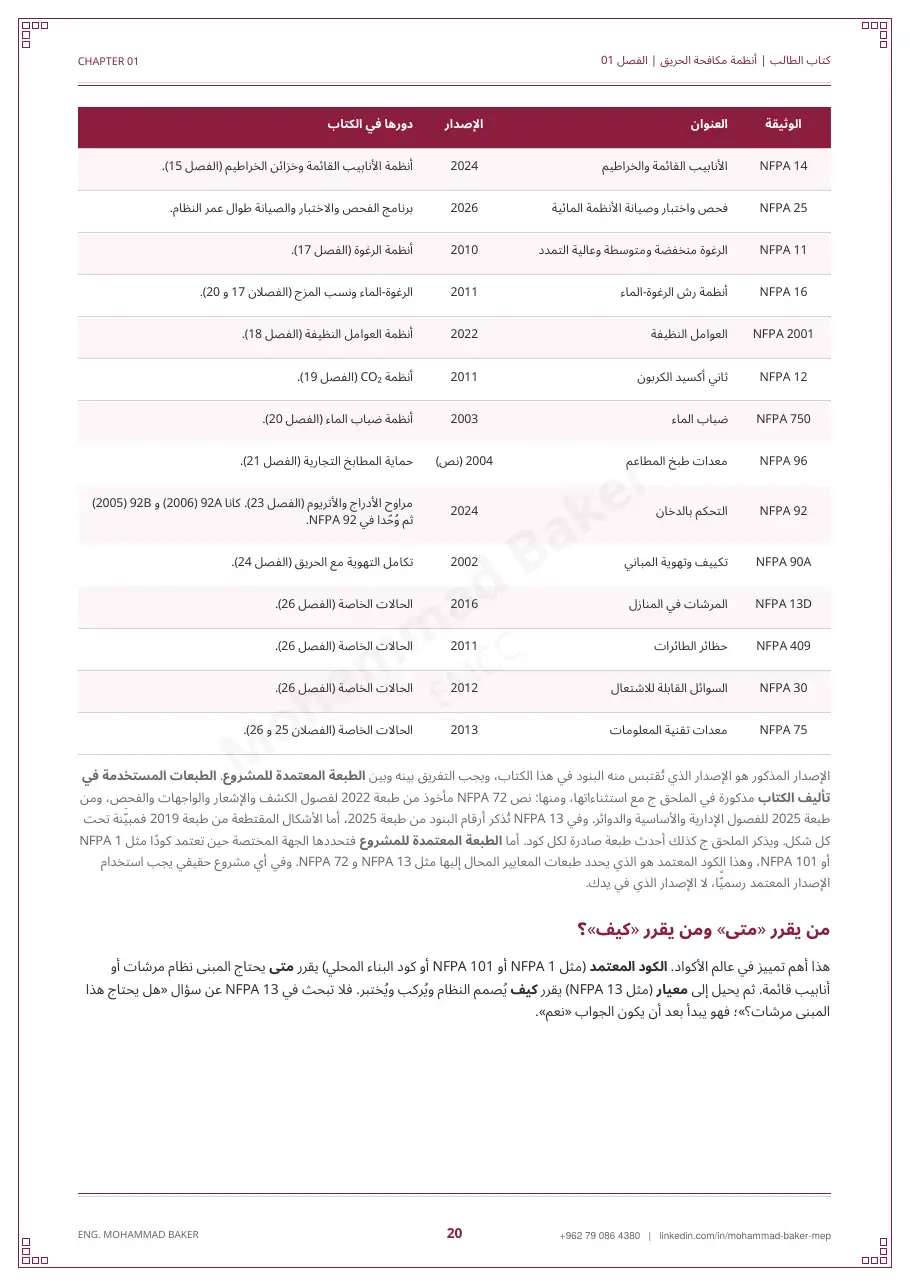 كتاب الطالب | أنظمة مكافحة الحريق | الفصل 01
CHAPTER 01
الوثيقة العنوان الإصدار دورها في الكتاب
NFPA 14 الأنابيب القائمة والخراطيم 2024 أنظمة الأنابيب القائمة وخزائن الخراطيم (الفصل 15).
NFPA 25 فحص واختبار وصيانة الأنظمة المائية 2026 برنامج الفحص والاختبار والصيانة طوال عمر النظام.
NFPA 11 الرغوة منخفضة ومتوسطة وعالية التمدد 2010 أنظمة الرغوة (الفصل 17).
NFPA 16 أنظمة رش الرغوة-الماء 2011 الرغوة-الماء ونسب المزج (الفصلان 17 و 20).
NFPA 2001 العوامل النظيفة 2022 أنظمة العوامل النظيفة (الفصل 18).
NFPA 12 ثاني أكسيد الكربون 2011 أنظمة CO₂ (الفصل 19).
NFPA 750 ضباب الماء 2003 أنظمة ضباب الماء (الفصل 20).
NFPA 96 معدات طبخ المطاعم 2004 (نص) حماية المطابخ التجارية (الفصل 21).
NFPA 92 التحكم بالدخان 2024 مراوح الأدراج والأتريوم (الفصل 23). كانا 92A (2006) و 92B (2005)
ثم وُحّدا في NFPA 92.
NFPA 90A تكييف وتهوية المباني 2002 تكامل التهوية مع الحريق (الفصل 24).
NFPA 13D المرشات في المنازل 2016 الحالات الخاصة (الفصل 26).
NFPA 409 حظائر الطائرات 2011 الحالات الخاصة (الفصل 26).
NFPA 30 السوائل القابلة للاشتعال 2012 الحالات الخاصة (الفصل 26).
NFPA 75 معدات تقنية المعلومات 2013 الحالات الخاصة (الفصلان 25 و 26).
الإصدار المذكور هو الإصدار الذي تُقتبس منه البنود في هذا الكتاب، ويجب التفريق بينه وبين الطبعة المعتمدة للمشروع. الطبعات المستخدمة في
تأليف الكتاب مذكورة في الملحق ج مع استثناءاتها، ومنها: نص NFPA 72 مأخوذ من طبعة 2022 لفصول الكشف والإشعار والواجهات والفحص، ومن
طبعة 2025 للفصول الإدارية والأساسية والدوائر. وفي NFPA 13 تُذكر أرقام البنود من طبعة 2025، أما الأشكال المقتطعة من طبعة 2019 فمبيَّنة تحت
كل شكل. ويذكر الملحق ج كذلك أحدث طبعة صادرة لكل كود. أما الطبعة المعتمدة للمشروع فتحددها الجهة المختصة حين تعتمد كودًا مثل NFPA 1
أو NFPA 101، وهذا الكود المعتمد هو الذي يحدد طبعات المعايير المحال إليها مثل NFPA 13 و NFPA 72. وفي أي مشروع حقيقي يجب استخدام
الإصدار المعتمد رسميًّا، لا الإصدار الذي في يدك.
من يقرر «متى» ومن يقرر «كيف»؟
هذا أهم تمييز في عالم الأكواد. الكود المعتمد (مثل NFPA 1 أو NFPA 101 أو كود البناء المحلي) يقرر متى يحتاج المبنى نظام مرشات أو
أنابيب قائمة. ثم يحيل إلى معيار (مثل NFPA 13) يقرر كيف يُصمم النظام ويُركب ويُختبر. فلا تبحث في NFPA 13 عن سؤال «هل يحتاج هذا
المبنى مرشات؟»؛ فهو يبدأ بعد أن يكون الجواب «نعم».
Mohammad Baker
EMCC
ENG. MOHAMMAD BAKER
20
+962 79 086 4380 | linkedin.com/in/mohammad-baker-mep